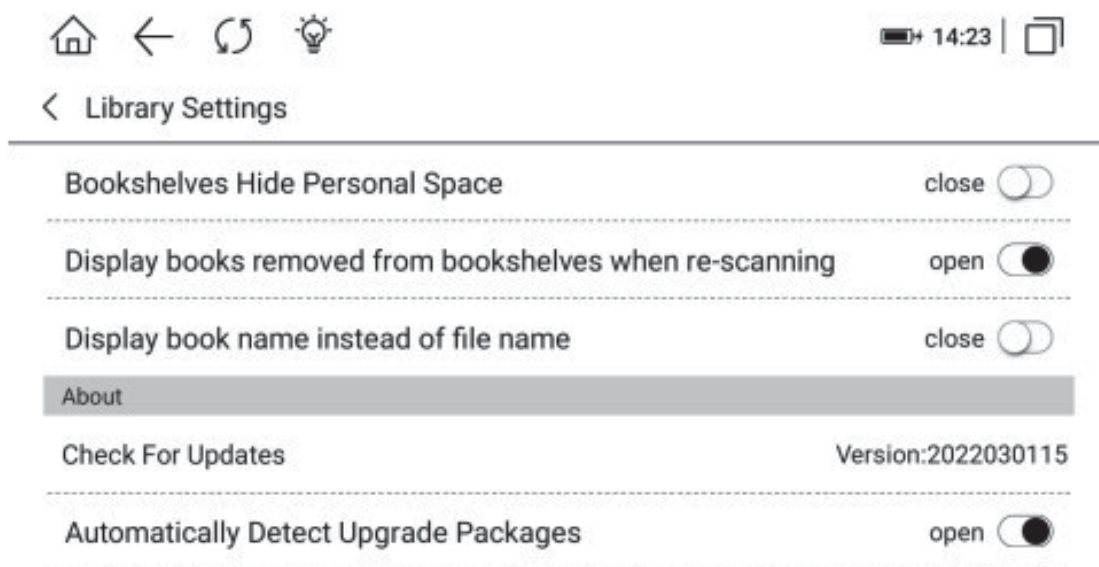 14:23
Library Settings
Bookshelves Hide Personal Space close
Display books removed from bookshelves when re-scanning open
Display book name instead of file name close
About
Check For Updates Version:2022030115
Automatically Detect Upgrade Packages open